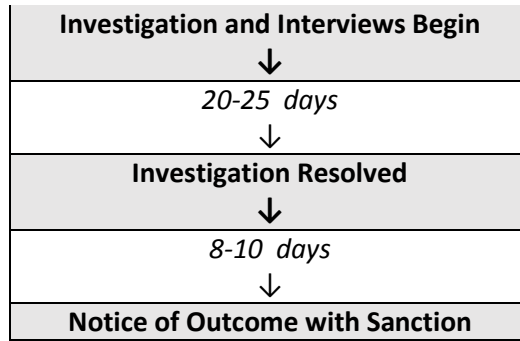 Investigation and Interviews Begin
↓
20-25 days
↓
Investigation Resolved
↓
8-10 days
↓
Notice of Outcome with Sanction